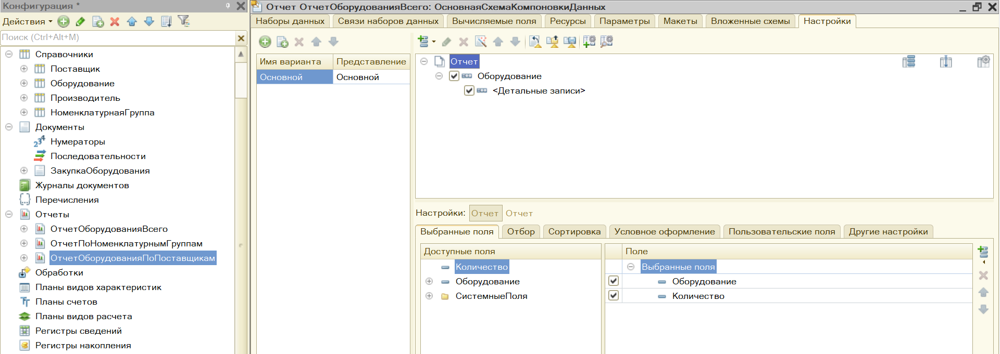 Конфигурация *
Действия
Поиск (Ctrl+Alt+M)
Справочники
Поставщик
Оборудование
Производитель
НоменклатурнаяГруппа
Документы
Нумераторы
Последовательности
ЗакупкаОборудования
Журналы документов
Перечисления
Отчеты
ОтчетОборудованияВсего
ОтчетПоНоменклатурнымГруппам
ОтчетОборудованияПоПоставщикам
Обработки
Планы видов характеристик
Планы счетов
Планы видов расчета
Регистры сведений
Регистры накопления
Отчет ОтчетОборудованияВсего: ОсновнаяСхемаКомпоновкиДанных
Наборы данных Связи наборов данных Вычисляемые поля Ресурсы Параметры Макеты Вложенные схемы Настройки
Имя варианта Представление
Основной Основной
Отчет
Оборудование
<Детальные записи>
Настройки: Отчет Отчет
Выбранные поля Отбор Сортировка Условное оформление Пользовательские поля Другие настройки
Доступные поля
Количество
Оборудование
СистемныеПоля
Поле
Выбранные поля
Оборудование
Количество